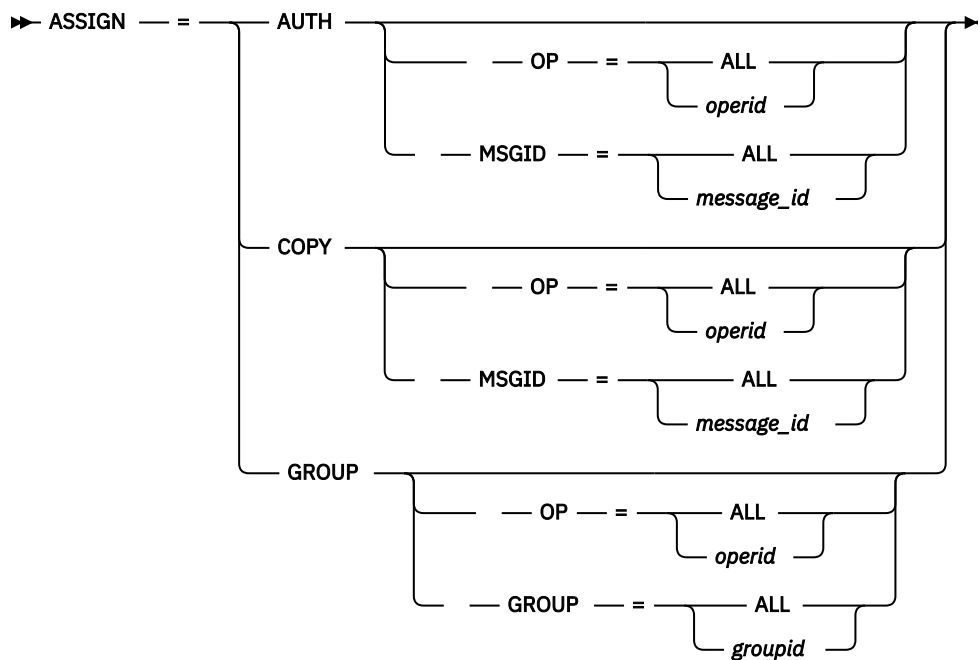 ASSIGN = AUTH
OP = ALL
operid
MSGID = ALL
message_id
COPY
OP = ALL
operid
MSGID = ALL
message_id
GROUP
OP = ALL
operid
GROUP = ALL
groupid